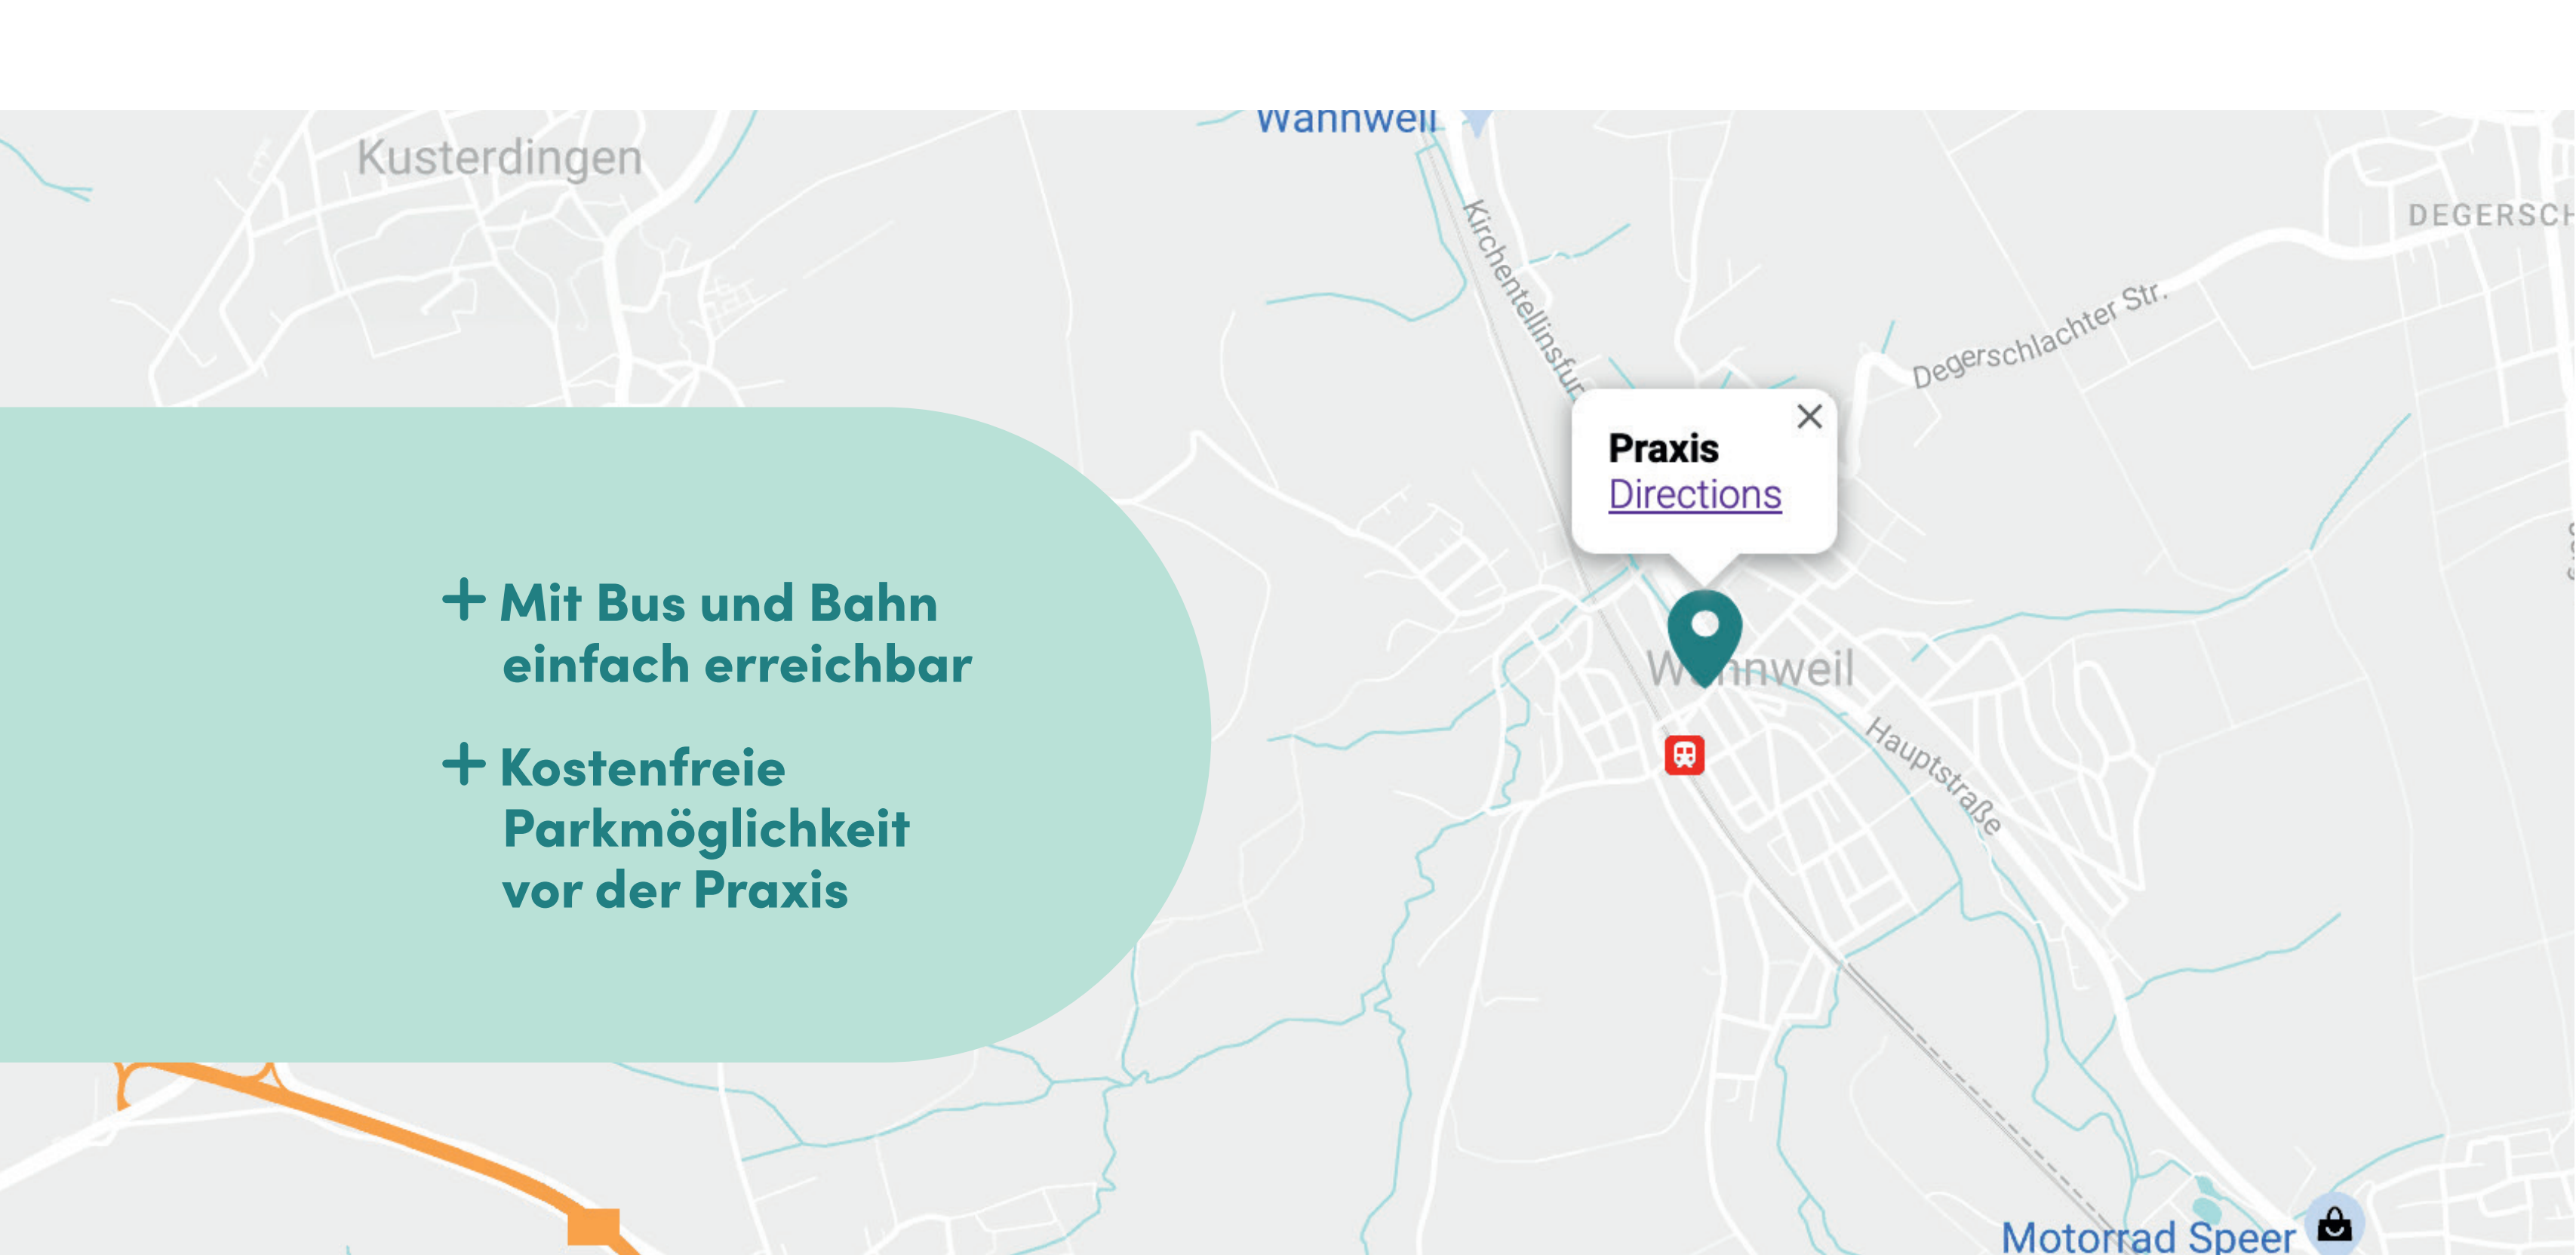 Wannweil
Kusterdingen
DEGERSCH
Kirchentellinsfur
Degerschlachter Str.
Praxis
Directions
+ Mit Bus und Bahn
einfach erreichbar
+ Kostenfreie
Parkmöglichkeit
vor der Praxis
Wannweil
Hauptstraße
Motorrad Speer